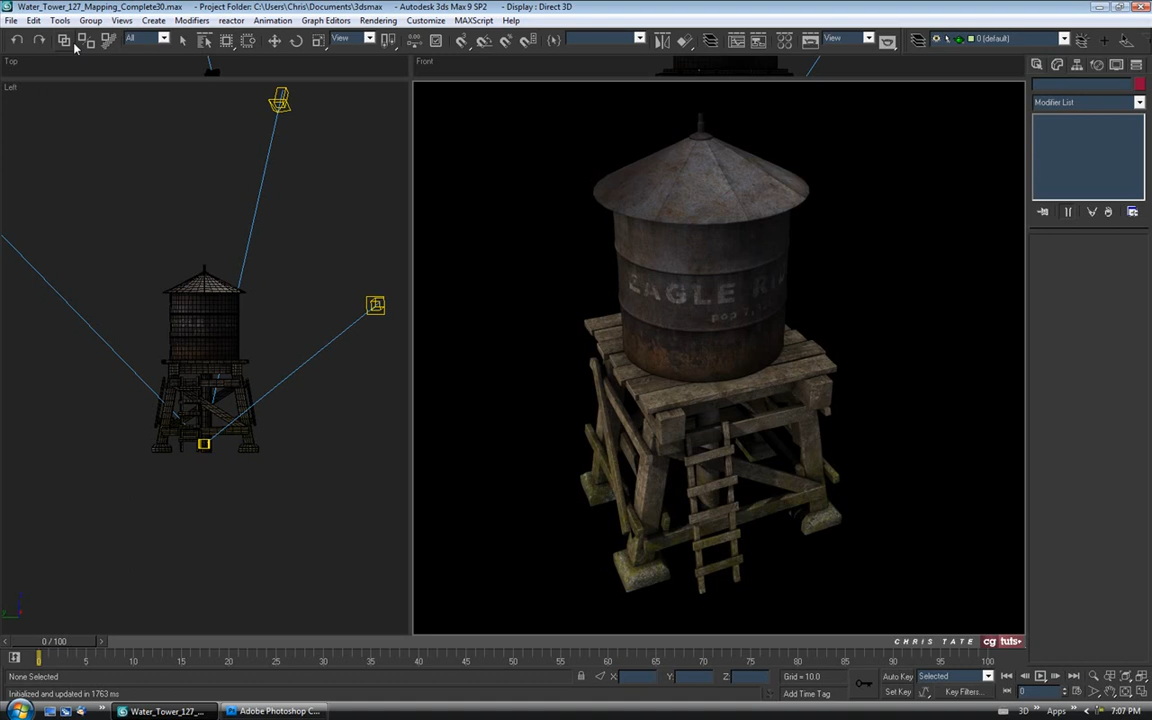 Water_Tower_127_Mapping_Complete30.max - Project Folder: C:\Users\Chris\Documents\3dsmax - Autodesk 3ds Max 9 SP2 - Display : Direct 3D
File Edit Tools Group Views Create Modifiers reactor Animation Graph Editors Rendering Customize MAXScript Help
All View View 0 (default)
Top Front
Left
Modifier List
EAGLE RI
POP
0 / 100
CHRIS TATE cg tuts+
0 5 10 15 20 25 30 35 40 45 50 55 60 65 70 75 80 85 90 95 100
None Selected X: Y: Z: Grid = 10.0 Auto Key Selected
Initialized and updated in 1763 ms Add Time Tag Set Key Key Filters... 0
Water_Tower_127_... Adobe Photoshop C... 3D Apps 7:07 PM